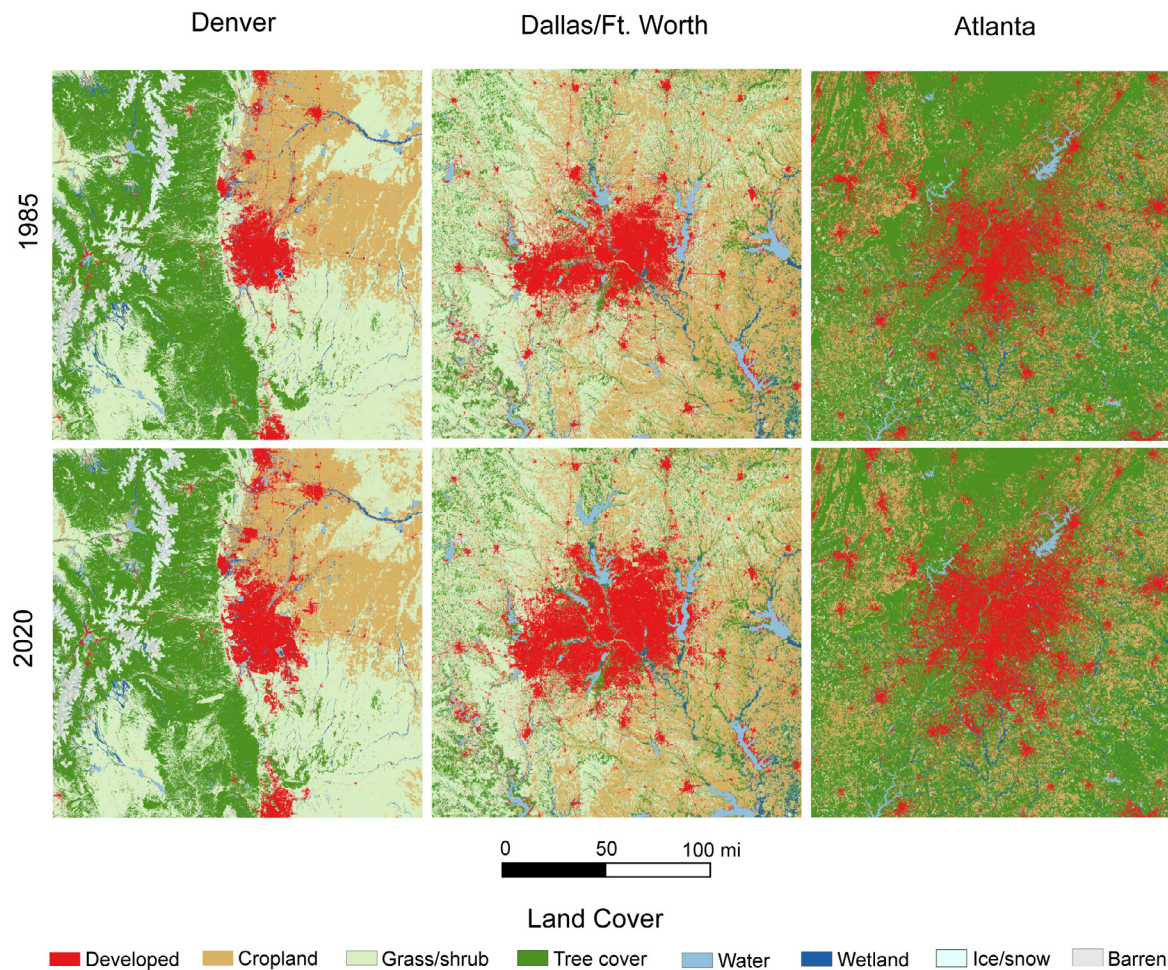 Denver Dallas/Ft. Worth Atlanta
1985
2020
0 50 100 mi
Land Cover
Developed Cropland Grass/shrub Tree cover Water Wetland Ice/snow Barren